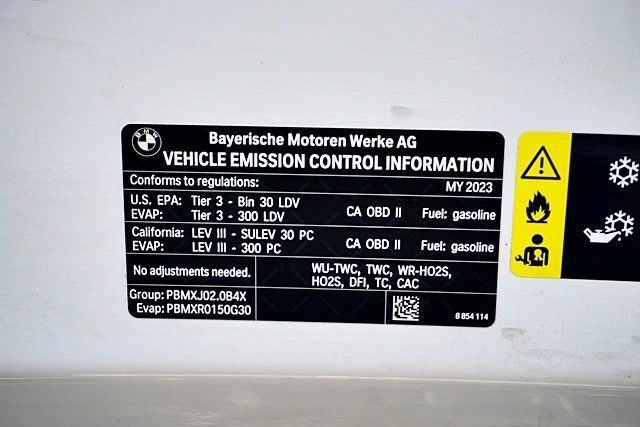 BMW
Bayerische Motoren Werke AG
VEHICLE EMISSION CONTROL INFORMATION
Conforms to regulations: MY 2023
U.S. EPA: Tier 3 - Bin 30 LDV
EVAP: Tier 3 - 300 LDV CA OBD II Fuel: gasoline
California: LEV III - SULEV 30 PC
EVAP: LEV III - 300 PC CA OBD II Fuel: gasoline
No adjustments needed. WU-TWC, TWC, WR-HO2S,
HO2S, DFI, TC, CAC
Group: PBMXJ02.0B4X
Evap: PBMXR0150G30 8 854 114